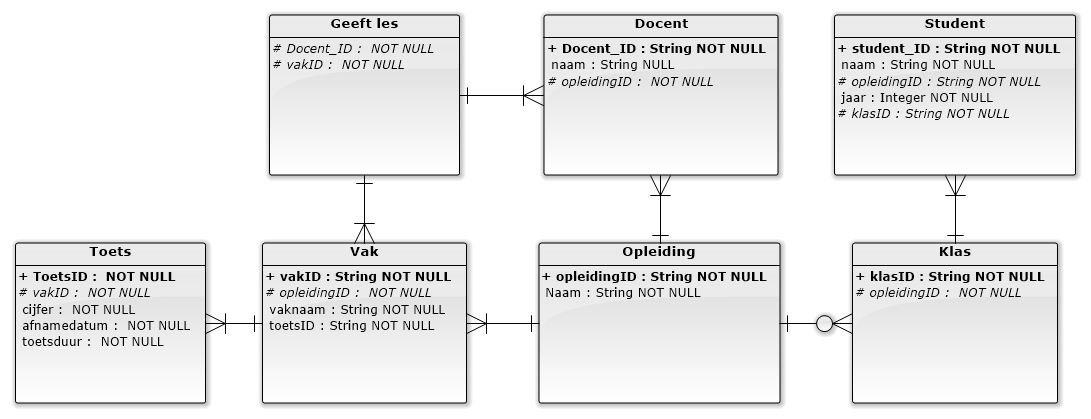 Geeft les
# Docent_ID :  NOT NULL
# vakID :  NOT NULL
Docent
+ Docent_ID : String NOT NULL
naam : String NULL
# opleidingID :  NOT NULL
Student
+ student_ID : String NOT NULL
naam : String NOT NULL
# opleidingID : String NOT NULL
jaar : Integer NOT NULL
# klasID : String NOT NULL
Toets
+ ToetsID :  NOT NULL
# vakID :  NOT NULL
cijfer :  NOT NULL
afnamedatum :  NOT NULL
toetsduur :  NOT NULL
Vak
+ vakID : String NOT NULL
# opleidingID :  NOT NULL
vaknaam : String NOT NULL
toetsID : String NOT NULL
Opleiding
+ opleidingID : String NOT NULL
Naam : String NOT NULL
Klas
+ klasID : String NOT NULL
# opleidingID :  NOT NULL